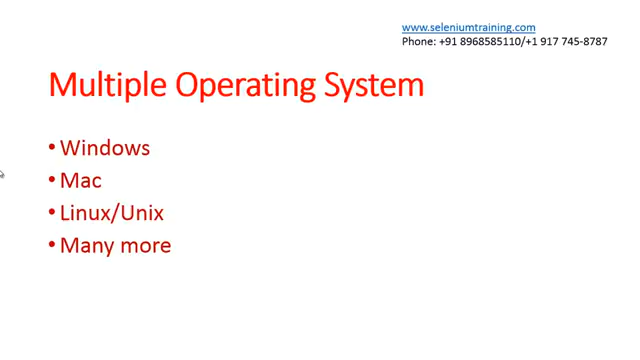 www.seleniumtraining.com
Phone: +91 8968585110/+1 917 745-8787
Multiple Operating System
• Windows
• Mac
• Linux/Unix
• Many more